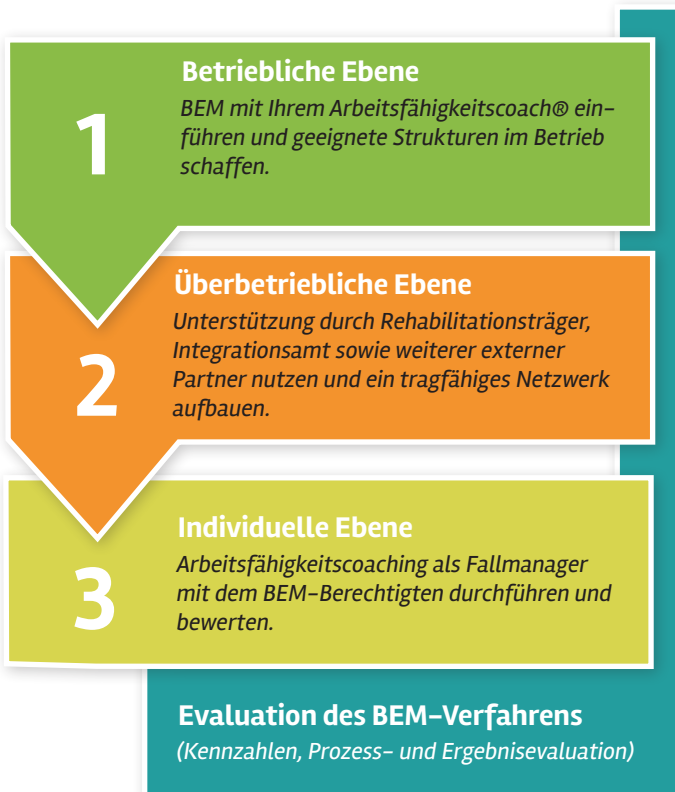 1
Betriebliche Ebene
BEM mit Ihrem Arbeitsfähigkeitscoach® ein-
führen und geeignete Strukturen im Betrieb
schaffen.
2
Überbetriebliche Ebene
Unterstützung durch Rehabilitationsträger,
Integrationsamt sowie weiterer externer
Partner nutzen und ein tragfähiges Netzwerk
aufbauen.
3
Individuelle Ebene
Arbeitsfähigkeitscoaching als Fallmanager
mit dem BEM-Berechtigten durchführen und
bewerten.
Evaluation des BEM-Verfahrens
(Kennzahlen, Prozess- und Ergebnisevaluation)